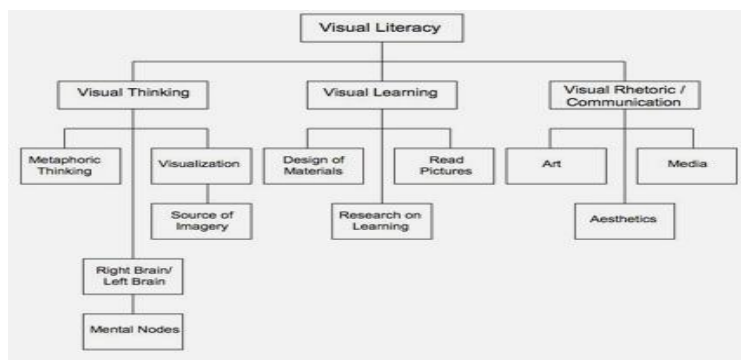 Visual Literacy
Visual Thinking
Visual Learning
Visual Rhetoric /
Communication
Metaphoric
Thinking
Visualization
Design of
Materials
Read
Pictures
Art
Media
Source of
Imagery
Research on
Learning
Aesthetics
Right Brain/
Left Brain
Mental Nodes